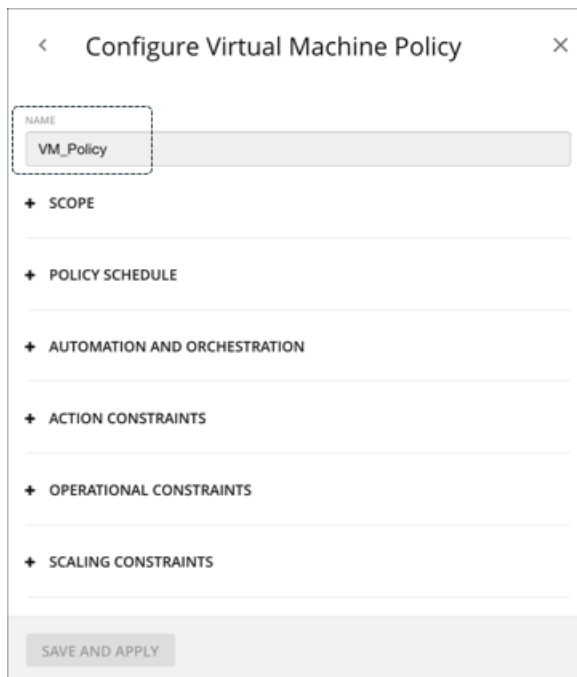 Configure Virtual Machine Policy
NAME
VM_Policy
SCOPE
POLICY SCHEDULE
AUTOMATION AND ORCHESTRATION
ACTION CONSTRAINTS
OPERATIONAL CONSTRAINTS
SCALING CONSTRAINTS
SAVE AND APPLY